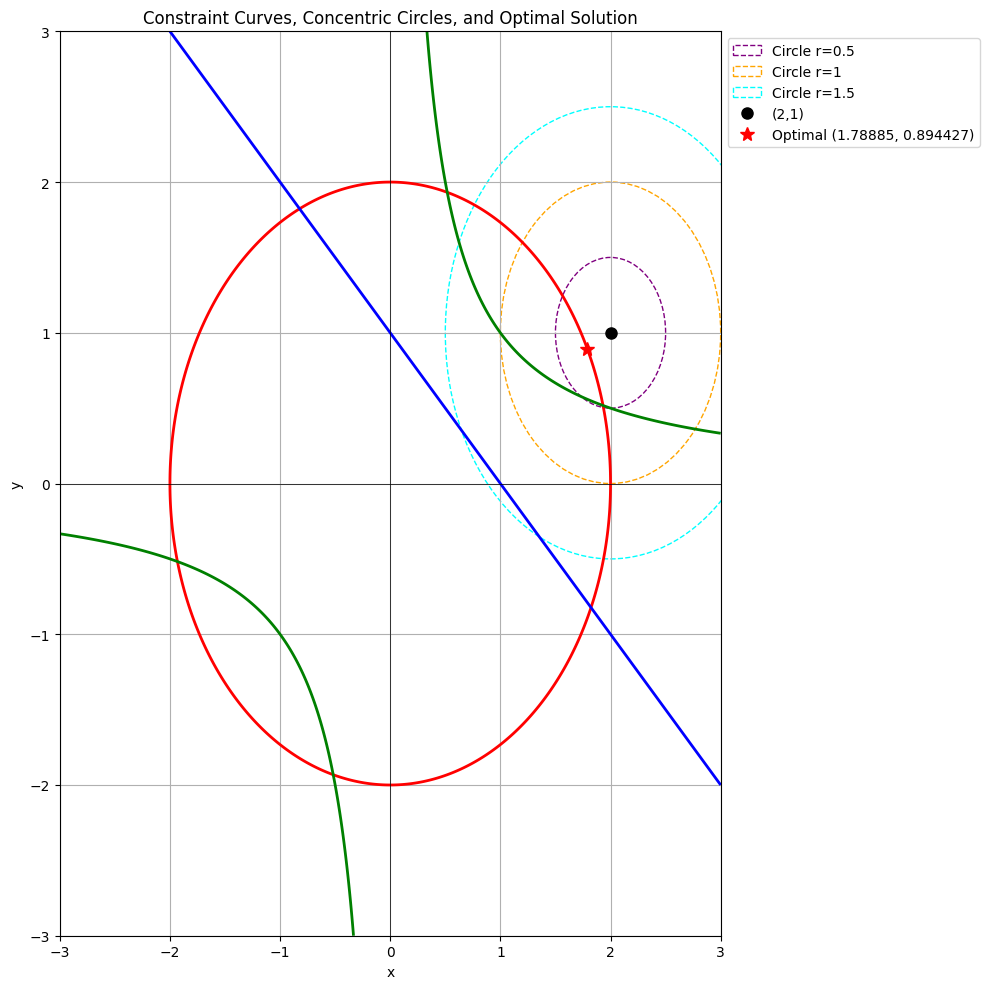 Constraint Curves, Concentric Circles, and Optimal Solution
Circle r=0.5
Circle r=1
Circle r=1.5
(2,1)
Optimal (1.78885, 0.894427)
3
2
1
0
−1
−2
−3
y
−3
−2
−1
0
1
2
3
x